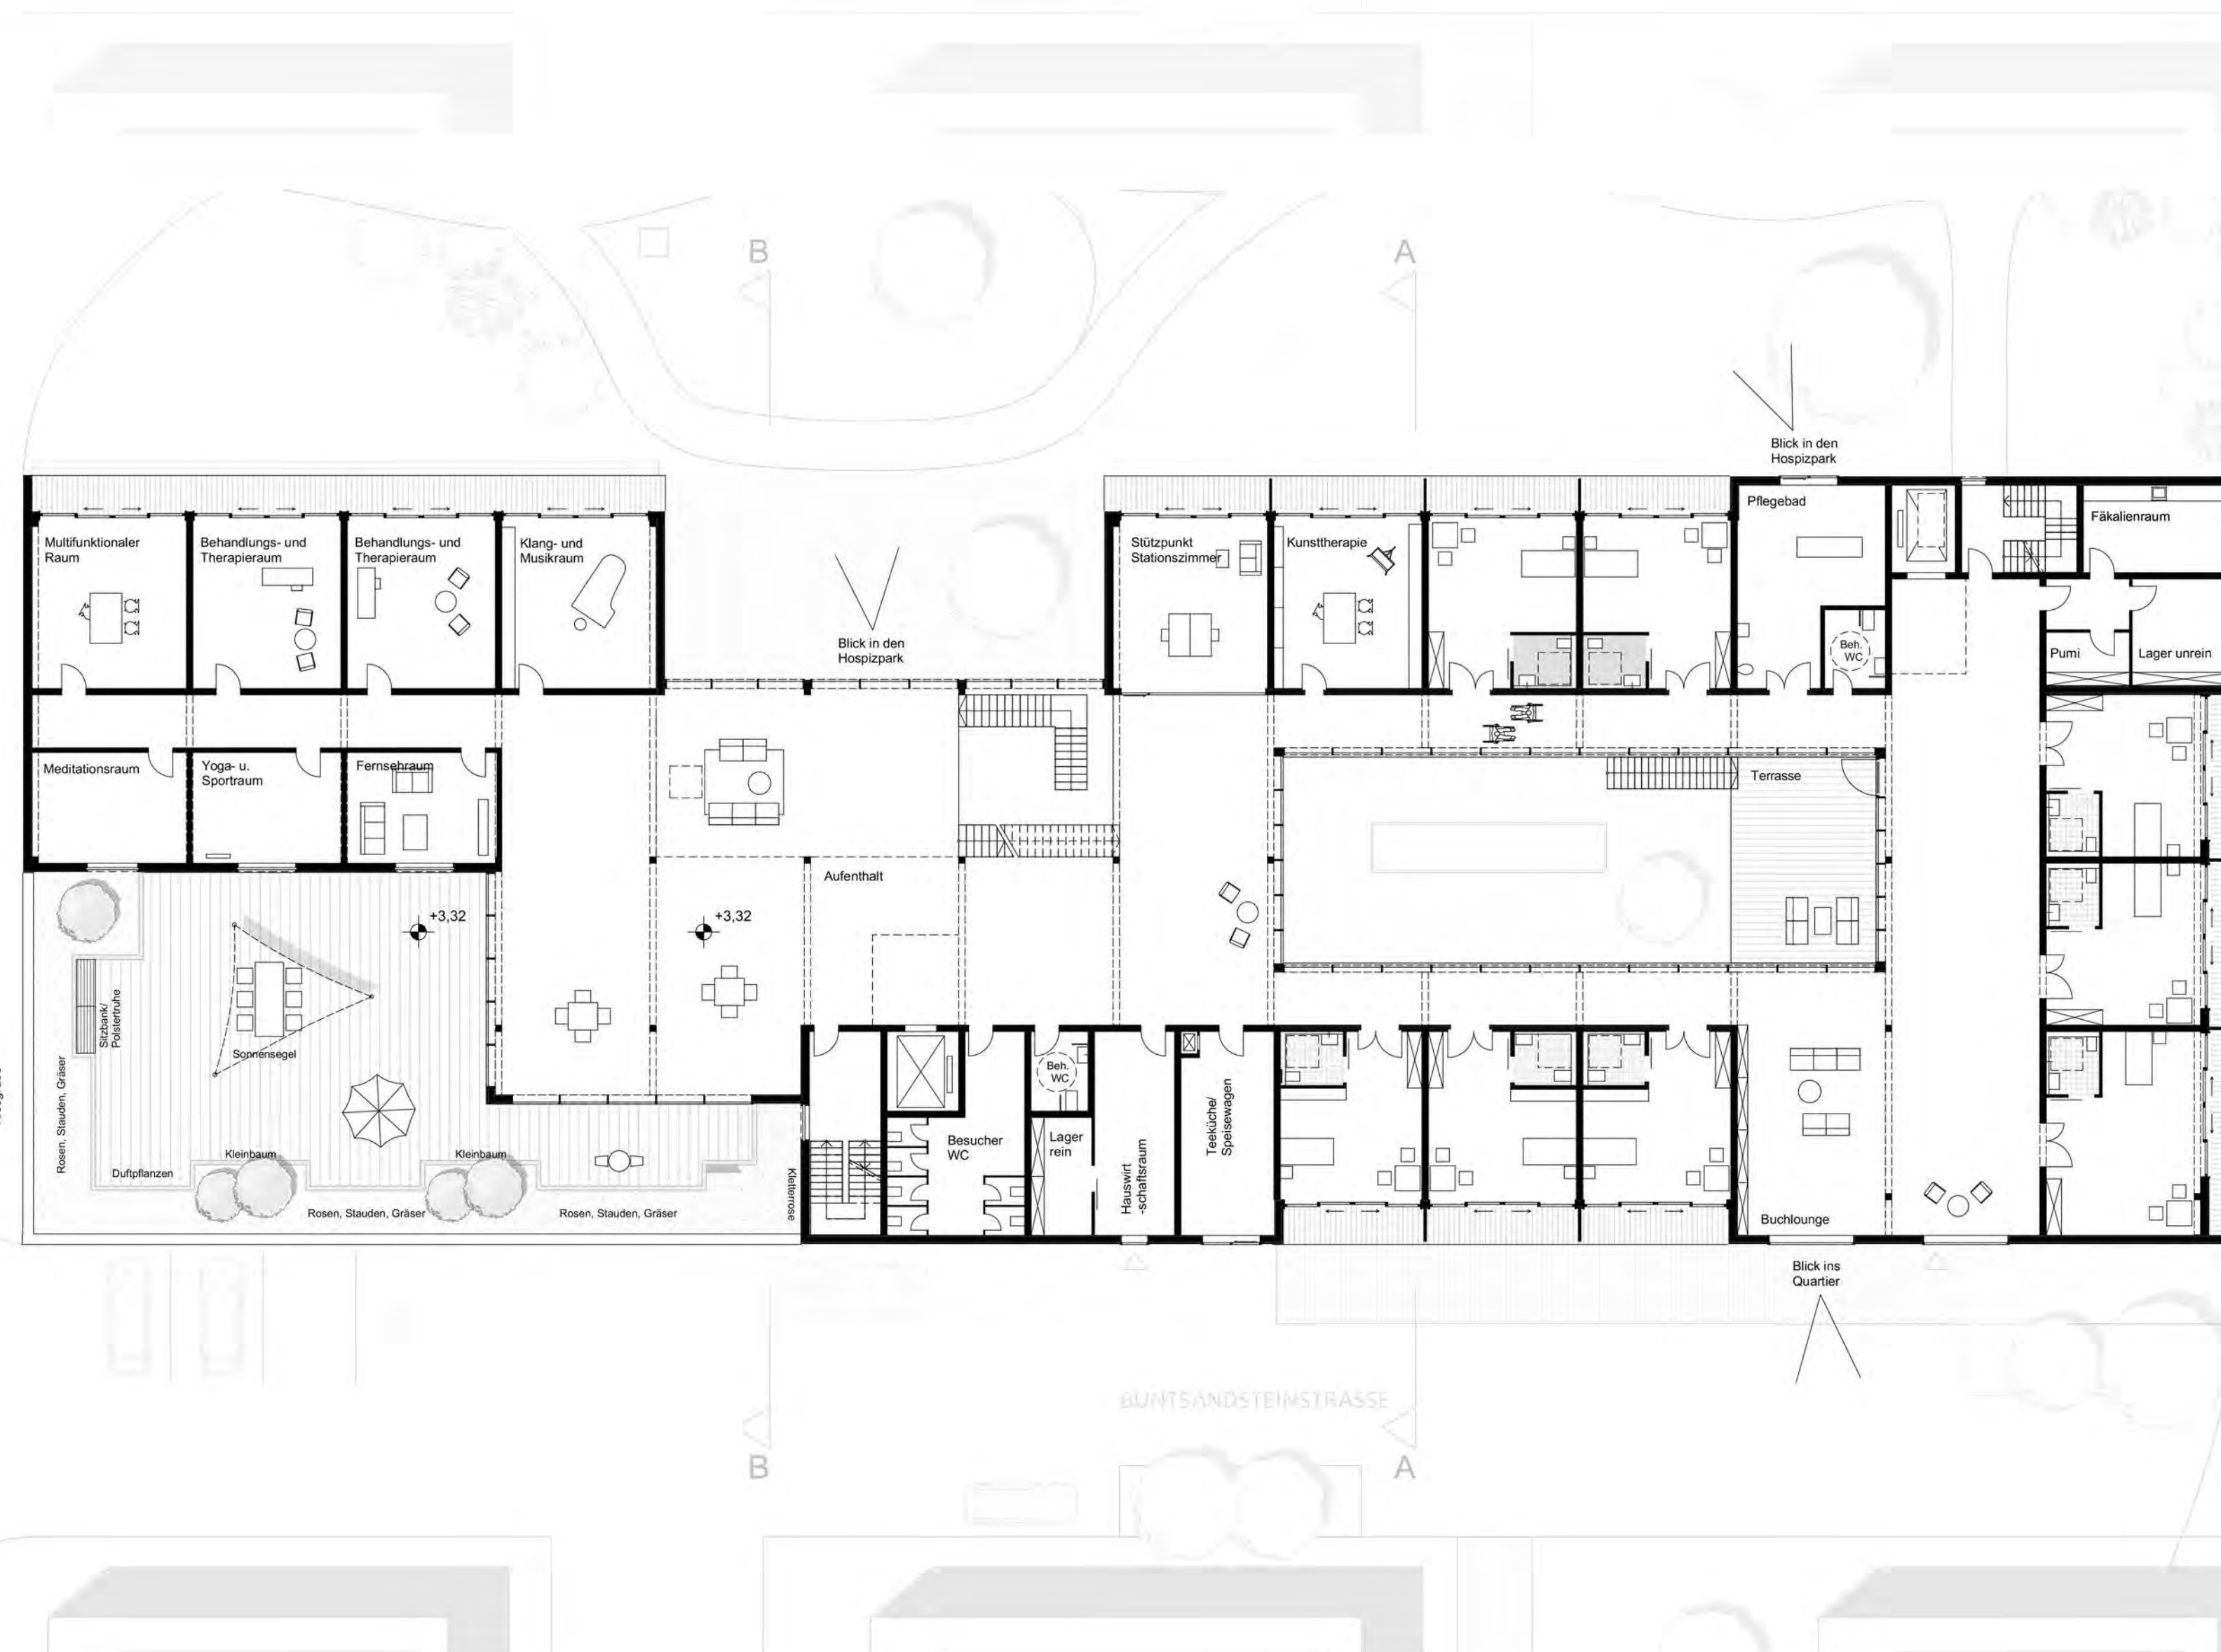 B
A
Blick in den
Hospizpark
Pflegebad
Fäkalienraum
Multifunktionaler
Raum
Behandlungs- und
Therapieraum
Behandlungs- und
Therapieraum
Klang- und
Musikraum
Stützpunkt
Stationszimmer
Kunsttherapie
Blick in den
Hospizpark
Beh.
WC
Pumi
Lager unrein
Meditationsraum
Yoga- u.
Sportraum
Fernsehraum
Terrasse
Aufenthalt
+3,32
+3,32
Sitzbank/
Polstertruhe
Sonnensegel
Rosen, Stauden, Gräser
Duftpflanzen
Kleinbaum
Kleinbaum
Rosen, Stauden, Gräser
Rosen, Stauden, Gräser
Kletterrose
Besucher
WC
Beh.
WC
Lager
rein
Hauswirt
-schaftsraum
Teeküche/
Speisewagen
Buchlounge
Blick ins
Quartier
BUNTSANDSTEINSTRASSE
B
A